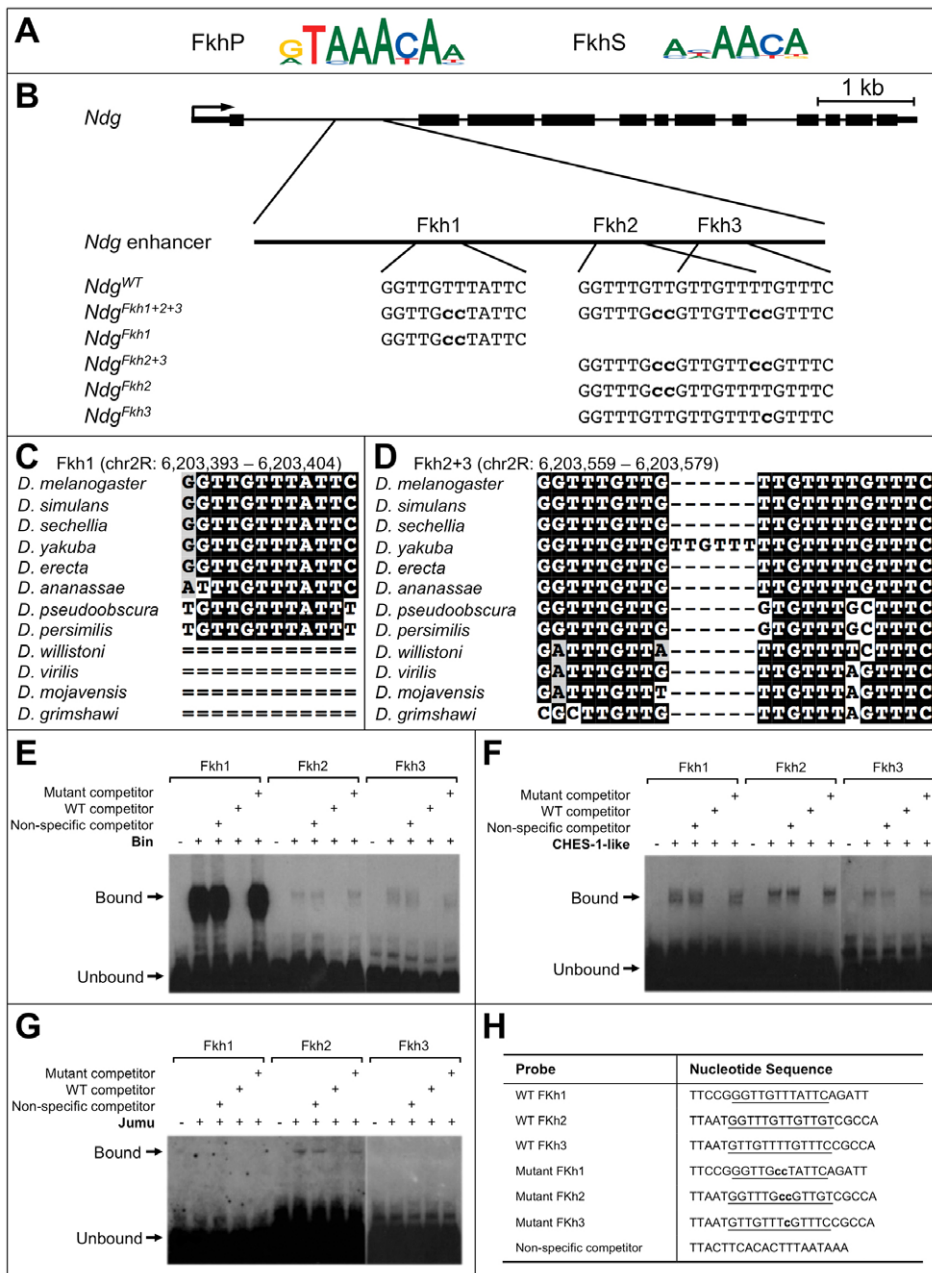 A
FkhP
GTAAACAA
FkhS
B
1 kb
Ndg
Fkh1
Fkh2
Fkh3
Ndg enhancer
NdgWT GGTTGTTTATTC GGTTTGTTGTTGTTTTGTTTC
NdgFkh1+2+3 GGTTGccTATTC GGTTTGccGTTGTTccGTTTC
NdgFkh1 GGTTGccTATTC
NdgFkh2+3 GGTTTGccGTTGTTccGTTTC
NdgFkh2 GGTTTGccGTTGTTTTGTTTC
NdgFkh3 GGTTTGTTGTTGTTTcGTTTC
C
Fkh1 (chr2R: 6,203,393 – 6,203,404)
D. melanogaster GGTTGTTTATTC
D. simulans GGTTGTTTATTC
D. sechellia GGTTGTTTATTC
D. yakuba GGTTGTTTATTC
D. erecta GGTTGTTTATTC
D. ananassae ATTTGTTTATTC
D. pseudoobscura TGTTGTTTATTT
D. persimilis TGTTGTTTATTT
D. willistoni ============
D. virilis ============
D. mojavensis ============
D. grimshawi ============
D
Fkh2+3 (chr2R: 6,203,559 – 6,203,579)
D. melanogaster GGTTTGTTG------TTGTTTTGTTTC
D. simulans GGTTTGTTG------TTGTTTTGTTTC
D. sechellia GGTTTGTTG------TTGTTTTGTTTC
D. yakuba GGTTTGTTGTTGTTTTTGTTTTGTTTC
D. erecta GGTTTGTTG------TTGTTTTGTTTC
D. ananassae GGTTTGTTG------TTGTTTTGTTTC
D. pseudoobscura GGTTTGTTG------GTGTTTGCTTTC
D. persimilis GGTTTGTTG------GTGTTTGCTTTC
D. willistoni GATTTGTTA------TTGTTTTCTTTC
D. virilis GATTTGTTG------TTGTTTAGTTTC
D. mojavensis GATTTGTTT------TTGTTTAGTTTC
D. grimshawi CGCTTGTTG------TTGTTTAGTTTC
E
Fkh1 Fkh2 Fkh3
Mutant competitor + + +
WT competitor + + +
Non-specific competitor + + +
Bin - + + + + - + + + + - + + + +
Bound
Unbound
F
Fkh1 Fkh2 Fkh3
Mutant competitor + + +
WT competitor + + +
Non-specific competitor + + +
CHES-1-like - + + + + - + + + + - + + + +
Bound
Unbound
G
Fkh1 Fkh2 Fkh3
Mutant competitor + + +
WT competitor + + +
Non-specific competitor + + +
Jumu - + + + + - + + + + - + + + +
Bound
Unbound
H
Probe Nucleotide Sequence
WT FKh1 TTCCGGGTTGTTTATTCAGATT
WT FKh2 TTAATGGTTTGTTGTTGTCGCCA
WT FKh3 TTAATGTTGTTTTGTTTCCGCCA
Mutant FKh1 TTCCGGGTTGccTATTCAGATT
Mutant FKh2 TTAATGGTTTGccGTTGTCGCCA
Mutant FKh3 TTAATGTTGTTTcGTTTCCGCCA
Non-specific competitor TTACTTCACACTTTAATAAA